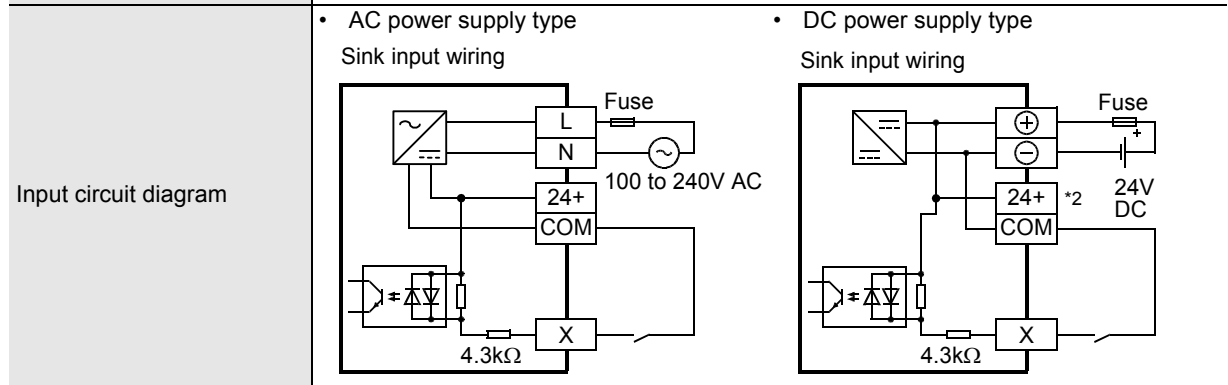 Input circuit diagram
• AC power supply type
Sink input wiring
Fuse
L
N
100 to 240V AC
24+
COM
X
4.3kΩ
• DC power supply type
Sink input wiring
Fuse
+
+
−
24V
DC
24+ *2
COM
X
4.3kΩ